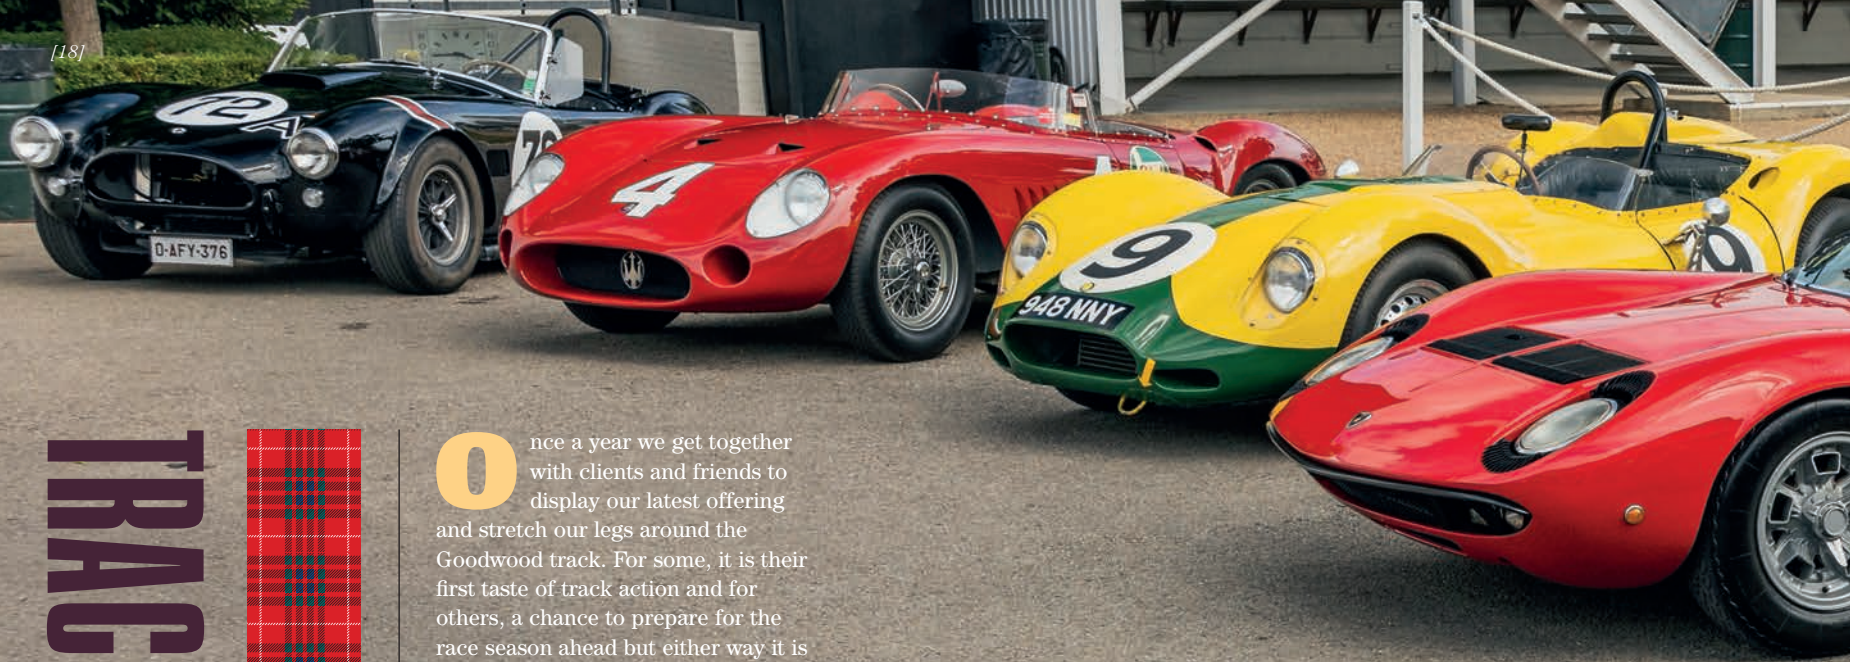 [18]
72
A
72
O-AFY-376
4
A
9
948 NNY
9
TRAC
Once a year we get together
with clients and friends to
display our latest offering
and stretch our legs around the
Goodwood track. For some, it is their
first taste of track action and for
others, a chance to prepare for the
race season ahead but either way it is